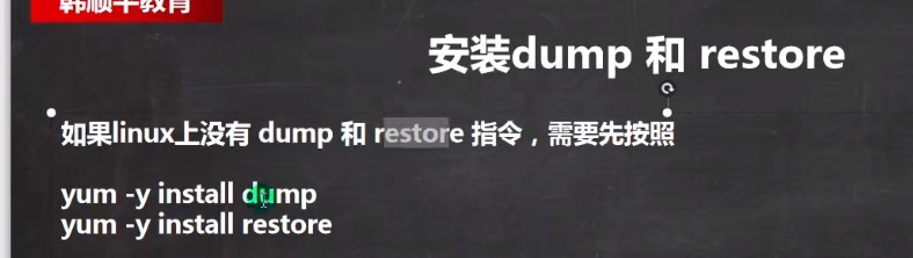 韩顺平教育
安装dump 和 restore
如果linux上没有 dump 和 restore 指令，需要先按照
yum -y install dump
yum -y install restore